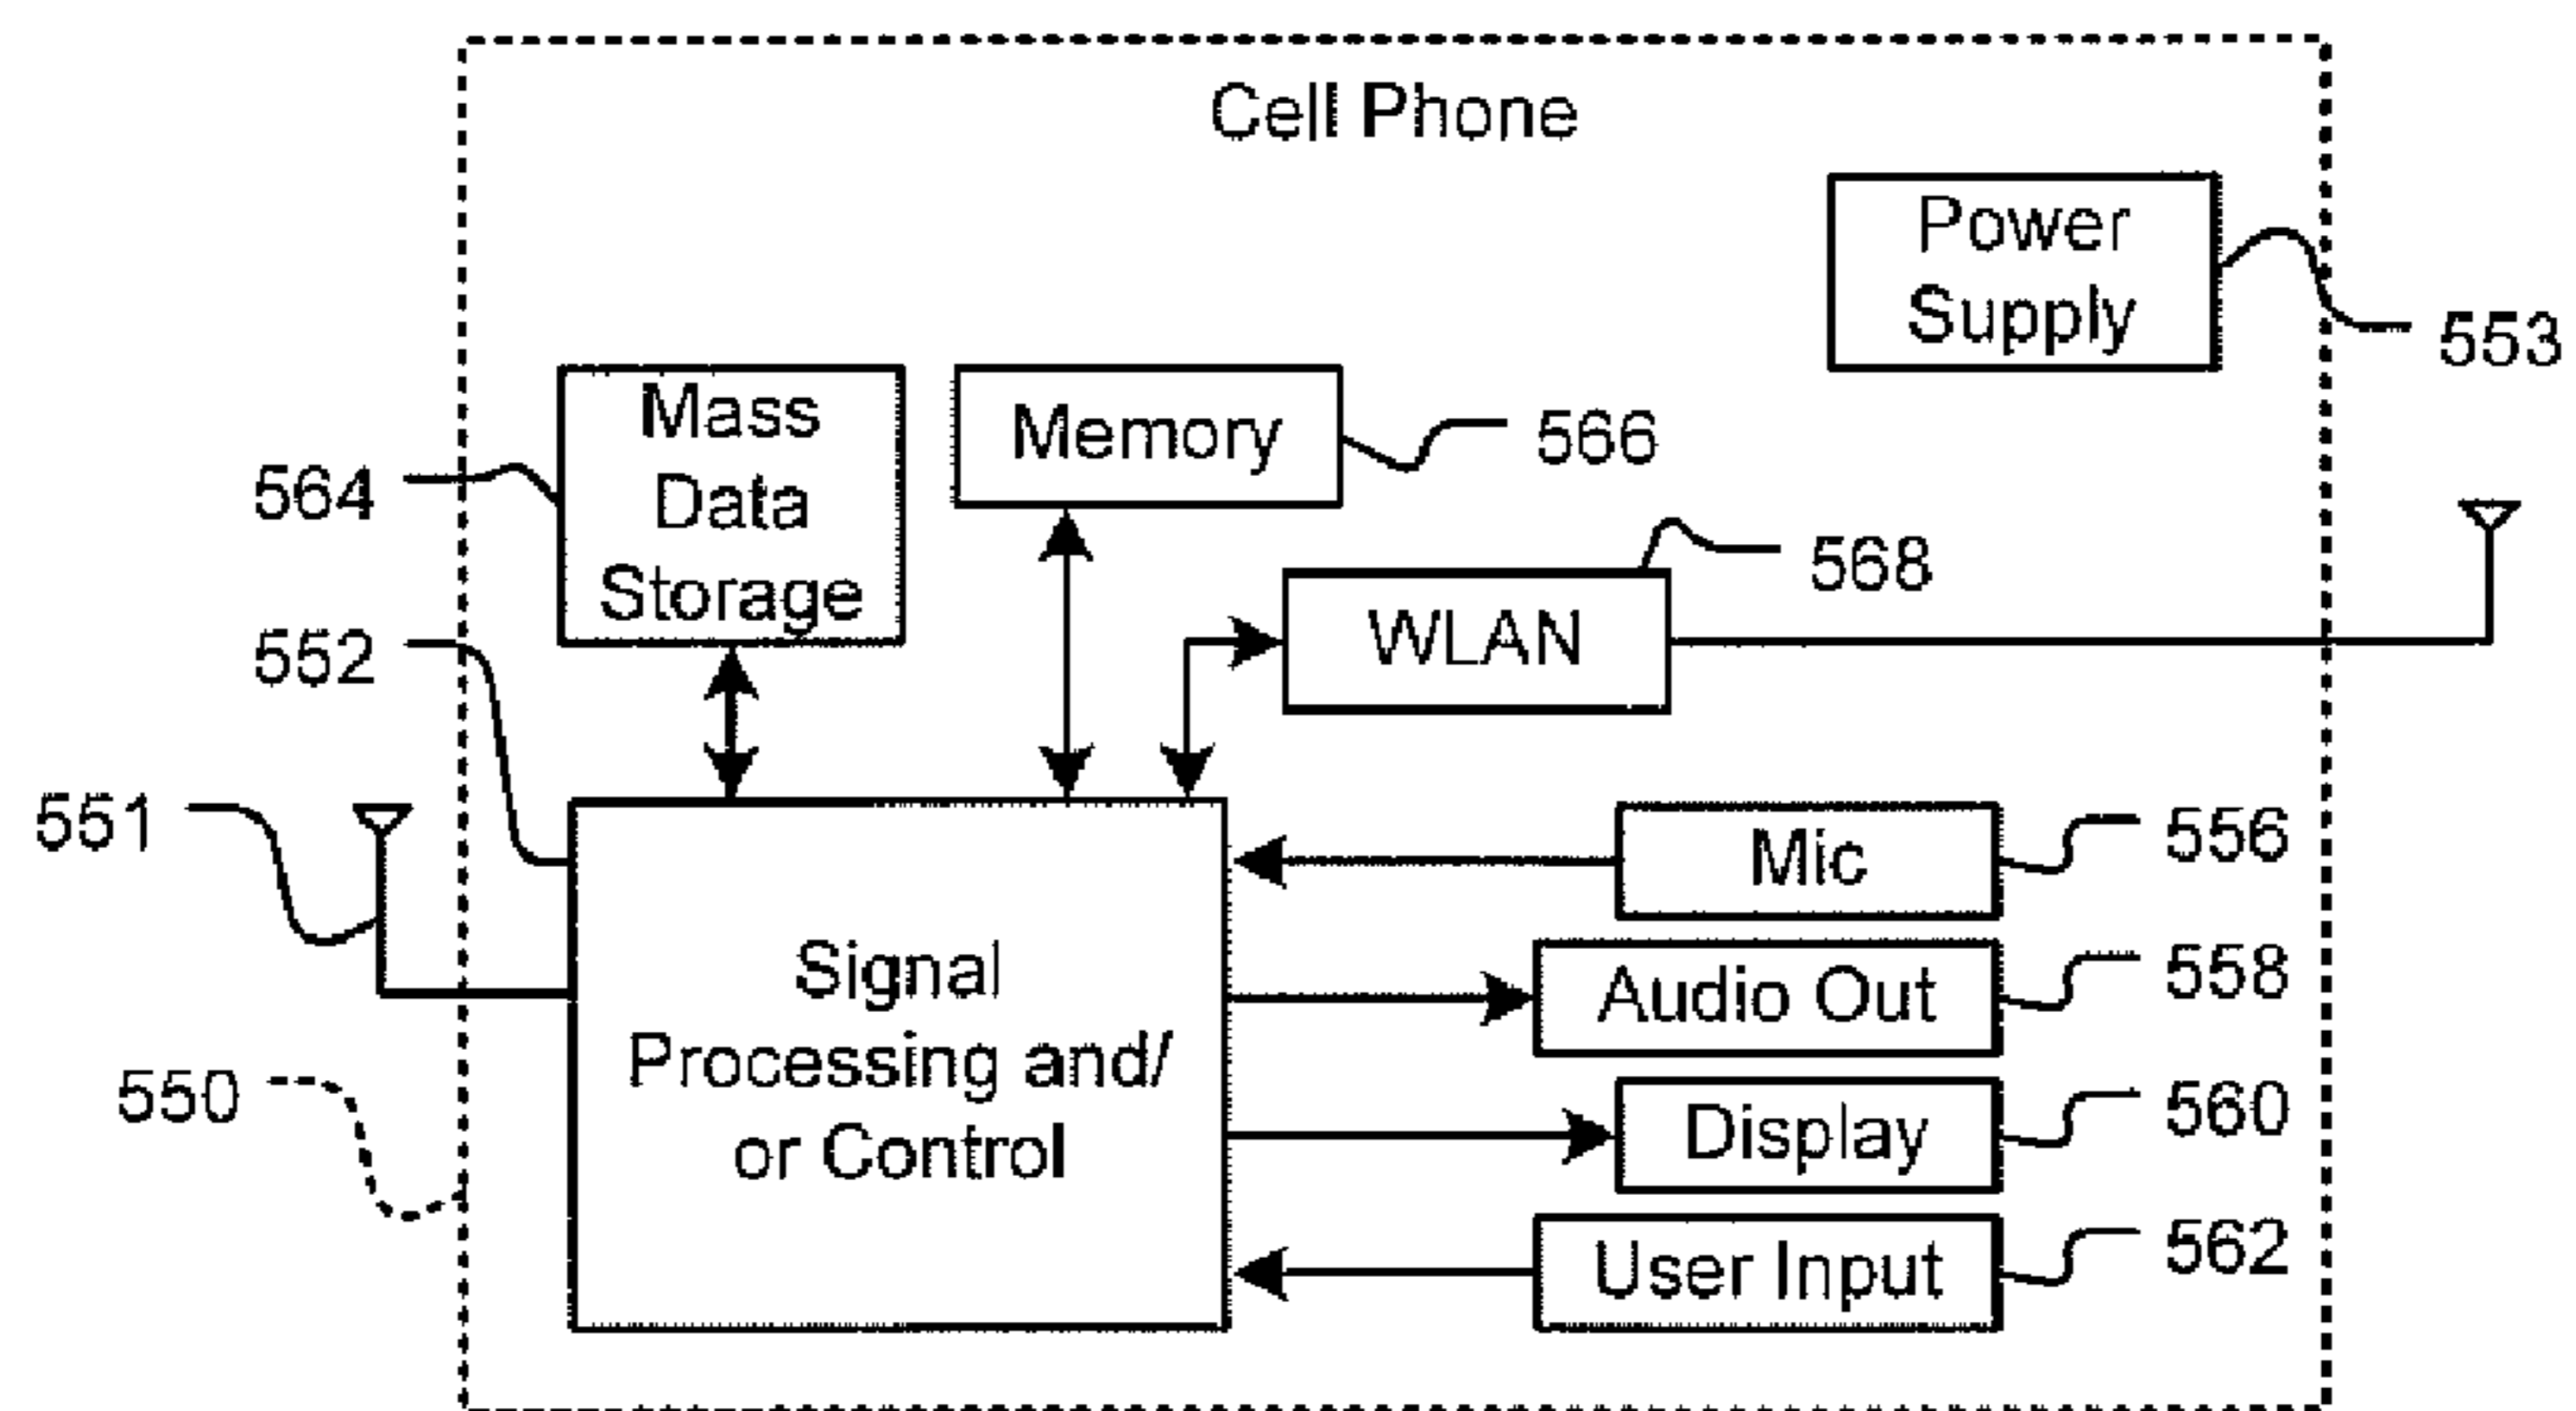 Cell Phone
Power
Supply
553
Mass
Data
Storage
564
Memory
566
WLAN
568
552
551
Signal
Processing and/
or Control
550
Mic
556
Audio Out
558
Display
560
User Input
562